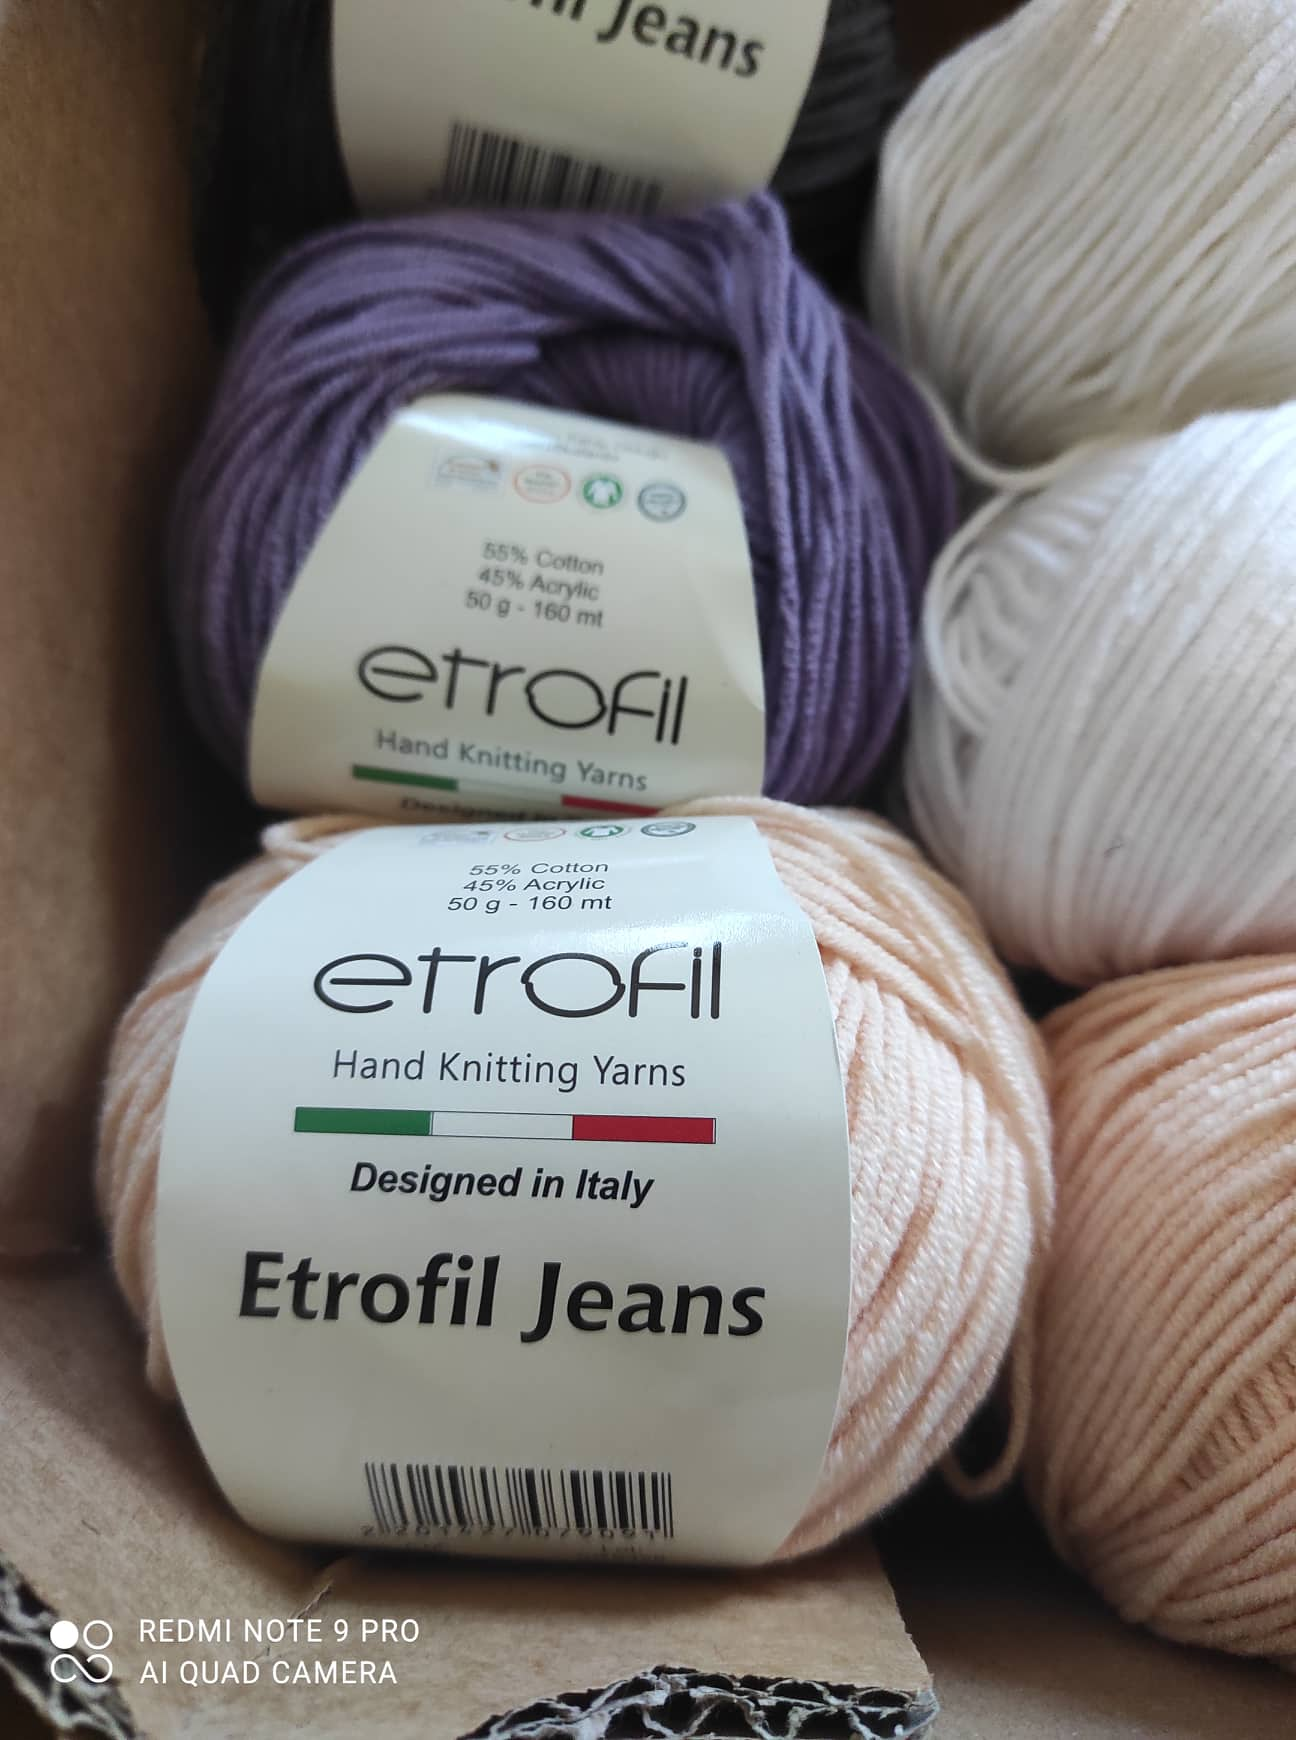 Jeans
55% Cotton
45% Acrylic
50 g - 160 mt
etrofil
Hand Knitting Yarns
Designed
55% Cotton
45% Acrylic
50 g - 160 mt
etrofil
Hand Knitting Yarns
Designed in Italy
Etrofil Jeans
REDMI NOTE 9 PRO
AI QUAD CAMERA